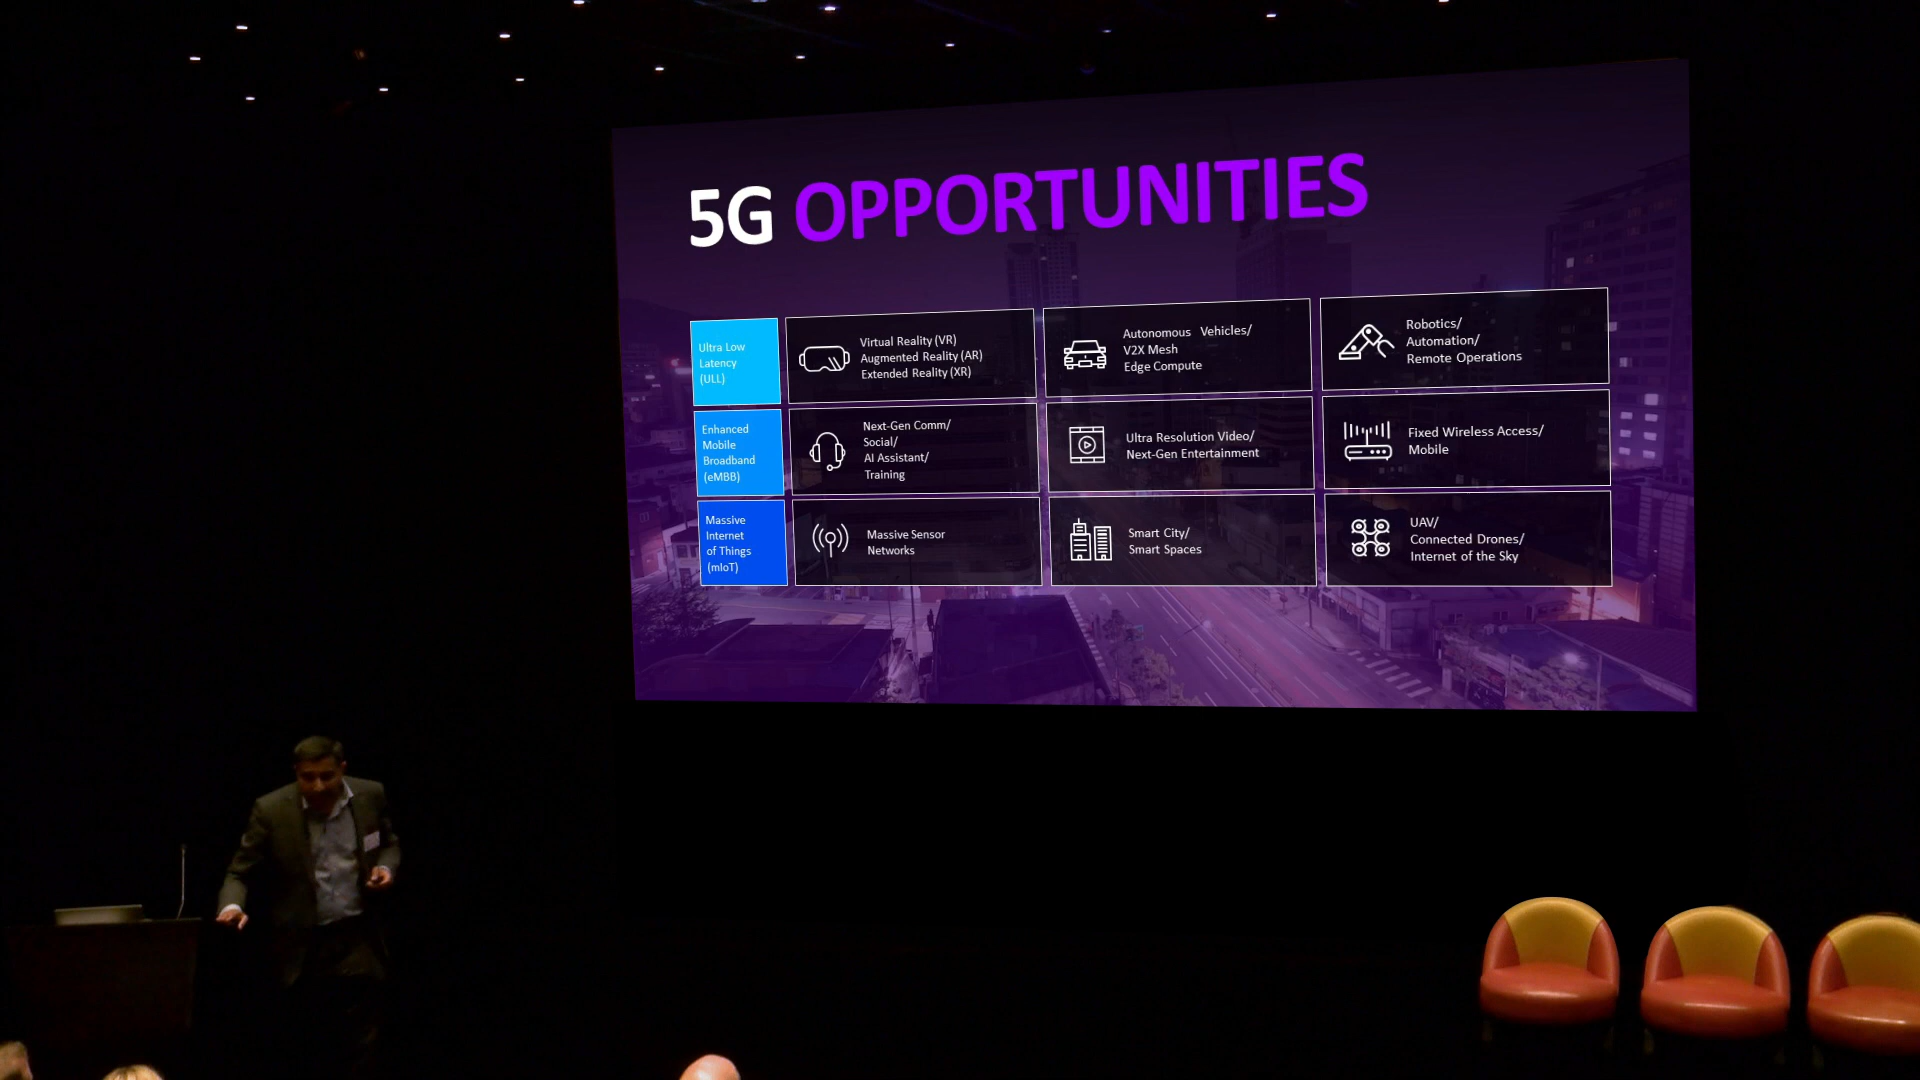 5G OPPORTUNITIES
Ultra Low
Latency
(ULL)
Virtual Reality (VR)
Augmented Reality (AR)
Extended Reality (XR)
Autonomous Vehicles/
V2X Mesh
Edge Compute
Robotics/
Automation/
Remote Operations
Enhanced
Mobile
Broadband
(eMBB)
Next-Gen Comm/
Social/
AI Assistant/
Training
Ultra Resolution Video/
Next-Gen Entertainment
Fixed Wireless Access/
Mobile
Massive
Internet
of Things
(mIoT)
Massive Sensor
Networks
Smart City/
Smart Spaces
UAV/
Connected Drones/
Internet of the Sky